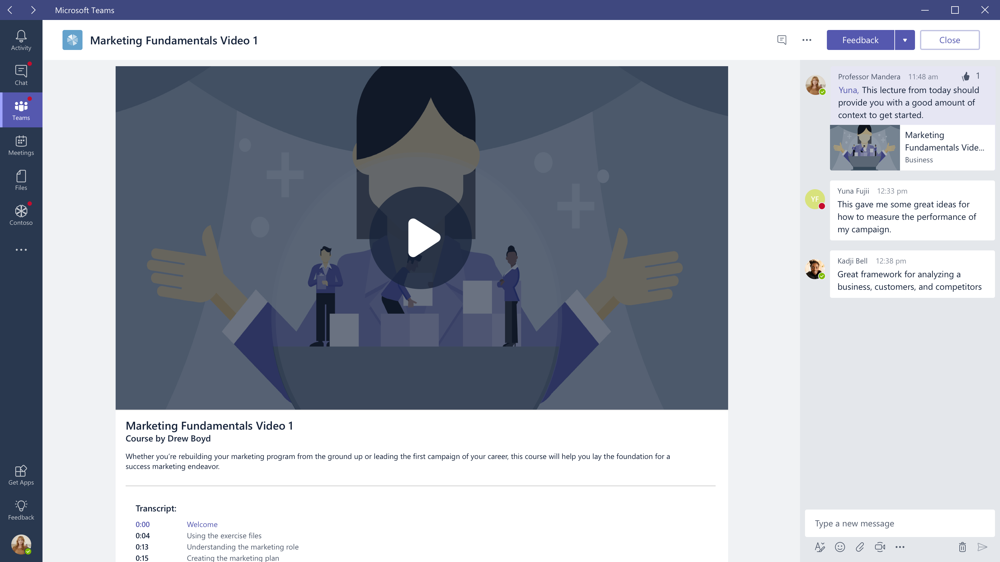 Microsoft Teams
Activity
Chat
Teams
Meetings
Files
Contoso
Get Apps
Feedback
Marketing Fundamentals Video 1
Feedback
Close
Marketing Fundamentals Video 1
Course by Drew Boyd
Whether you’re rebuilding your marketing program from the ground up or leading the first campaign of your career, this course will help you lay the foundation for a
success marketing endeavor.
Transcript:
0:00 Welcome
0:04 Using the exercise files
0:13 Understanding the marketing role
0:15 Creating the marketing plan
Professor Mandera 11:48 am 1
Yuna, This lecture from today should
provide you with a good amount of
context to get started.
Marketing
Fundamentals Vide...
Business
YF
Yuna Fujii 12:33 pm
This gave me some great ideas for
how to measure the performance of
my campaign.
Kadji Bell 12:38 pm
Great framework for analyzing a
business, customers, and competitors
Type a new message